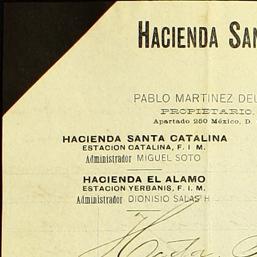 HACIENDA SAN
PABLO MARTINEZ DEL
PROPIETARIO.
Apartado 250 México, D.
HACIENDA SANTA CATALINA
ESTACION CATALINA, F. I M.
Administrador MIGUEL SOTO
HACIENDA EL ALAMO
ESTACION YERBANIS, F. I. M.
Administrador DIONISIO SALAS H